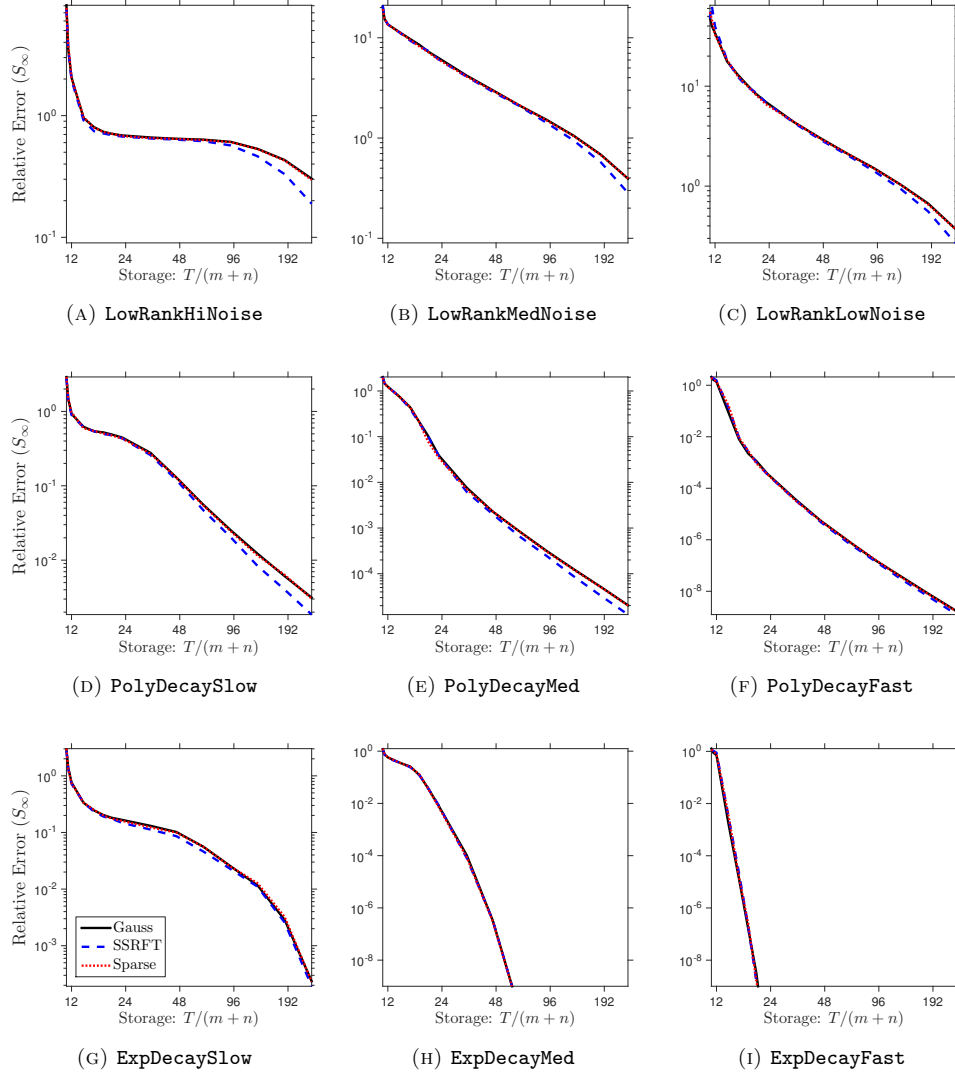 Relative Error (S∞)
10^1
10^0
10^0
10^1
10^0
10^-1
10^-1
12 24 48 96 192
12 24 48 96 192
12 24 48 96 192
Storage: T/(m + n)
Storage: T/(m + n)
Storage: T/(m + n)
(A) LowRankHiNoise
(B) LowRankMedNoise
(C) LowRankLowNoise
Relative Error (S∞)
10^0
10^-1
10^-2
10^0
10^-1
10^-2
10^-3
10^-4
10^0
10^-2
10^-4
10^-6
10^-8
12 24 48 96 192
12 24 48 96 192
12 24 48 96 192
Storage: T/(m + n)
Storage: T/(m + n)
Storage: T/(m + n)
(D) PolyDecaySlow
(E) PolyDecayMed
(F) PolyDecayFast
Relative Error (S∞)
10^0
10^-1
10^-2
10^-3
Gauss
SSRFT
Sparse
10^0
10^-2
10^-4
10^-6
10^-8
10^0
10^-2
10^-4
10^-6
10^-8
12 24 48 96 192
12 24 48 96 192
12 24 48 96 192
Storage: T/(m + n)
Storage: T/(m + n)
Storage: T/(m + n)
(G) ExpDecaySlow
(H) ExpDecayMed
(I) ExpDecayFast